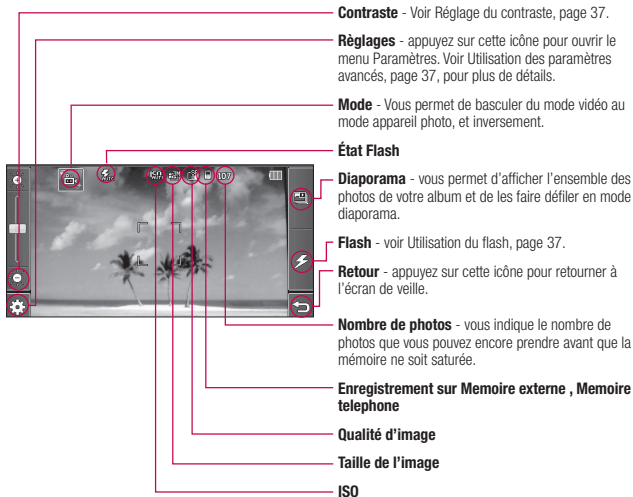 Contraste - Voir Réglage du contraste, page 37.
Règlages - appuyez sur cette icône pour ouvrir le
menu Paramètres. Voir Utilisation des paramètres
avancés, page 37, pour plus de détails.
Mode - Vous permet de basculer du mode vidéo au
mode appareil photo, et inversement.
État Flash
Diaporama - vous permet d'afficher l'ensemble des
photos de votre album et de les faire défiler en mode
diaporama.
Flash - voir Utilisation du flash, page 37.
Retour - appuyez sur cette icône pour retourner à
l'écran de veille.
Nombre de photos - vous indique le nombre de
photos que vous pouvez encore prendre avant que la
mémoire ne soit saturée.
Enregistrement sur Memoire externe , Memoire
telephone
Qualité d'image
Taille de l'image
ISO
AUTO
ISO
AUTO
107